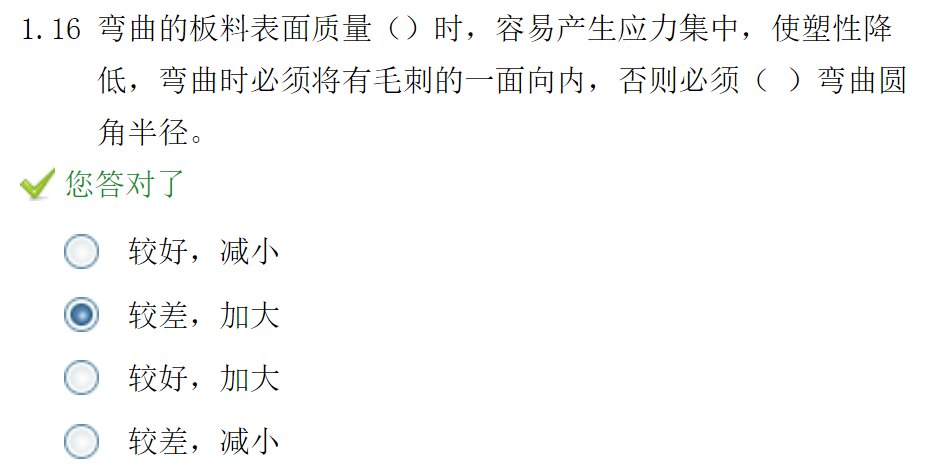 1.16 弯曲的板料表面质量（）时，容易产生应力集中，使塑性降
低，弯曲时必须将有毛刺的一面向内，否则必须（ ）弯曲圆
角半径。
您答对了
较好，减小
较差，加大
较好，加大
较差，减小